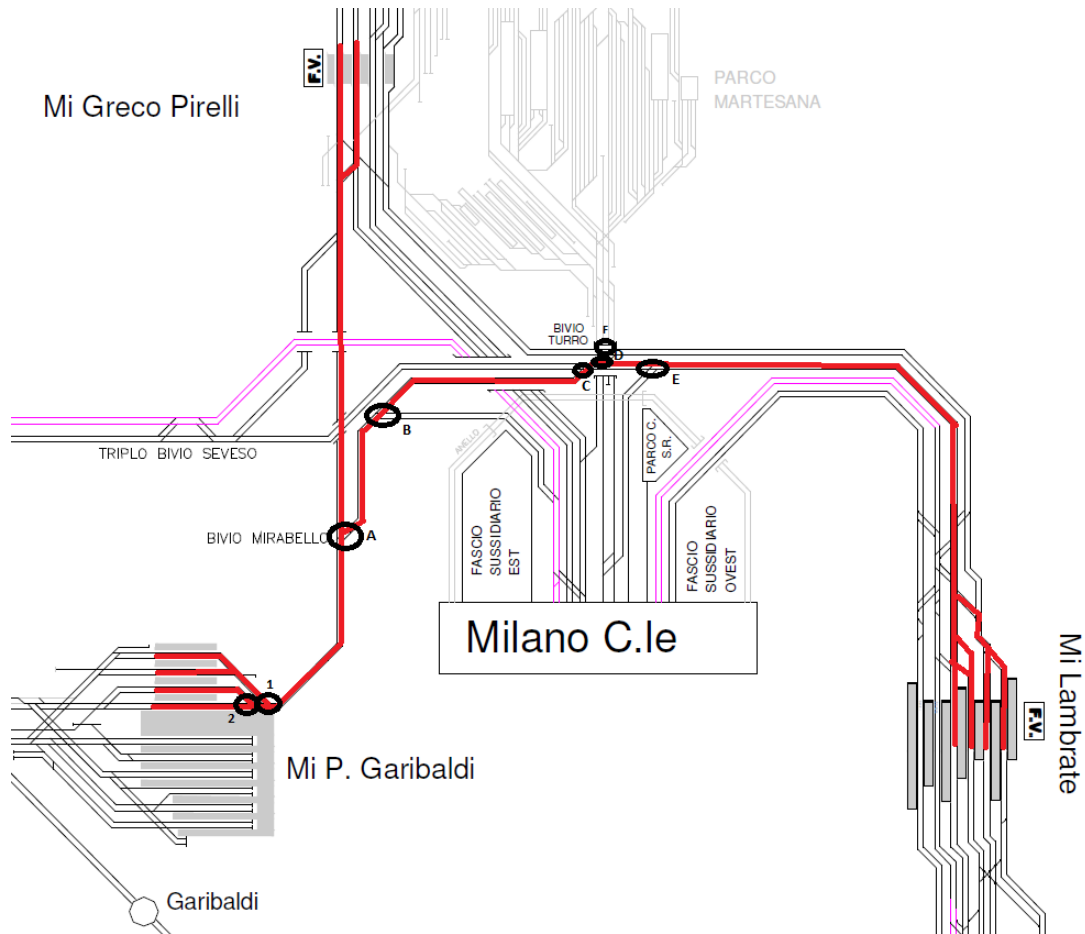 F.V.
Mi Greco Pirelli
PARCO
MARTESANA
BIVIO
TURRO
F
D
C
E
B
TRIPLO BIVIO SEVESO
ANELLO
PARCO C.
S.R.
BIVIO MIRABELLO
A
FASCIO
SUSSIDIARIO
EST
FASCIO
SUSSIDIARIO
OVEST
Milano C.le
Mi Lambrate
F.V.
1
2
Mi P. Garibaldi
Garibaldi